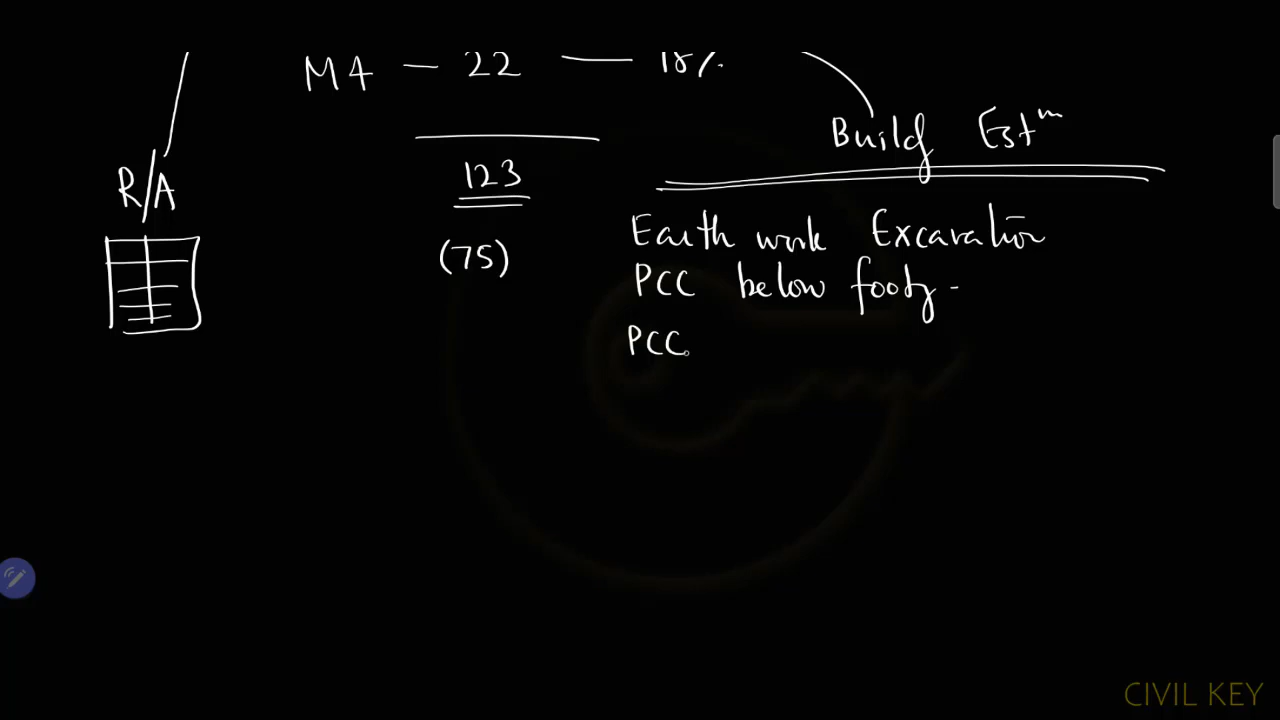 M4 — 22 — 18%
Build Estm
R/A
123
(75)
Earth work Excavation
PCC below footg -
PCC
CIVIL KEY